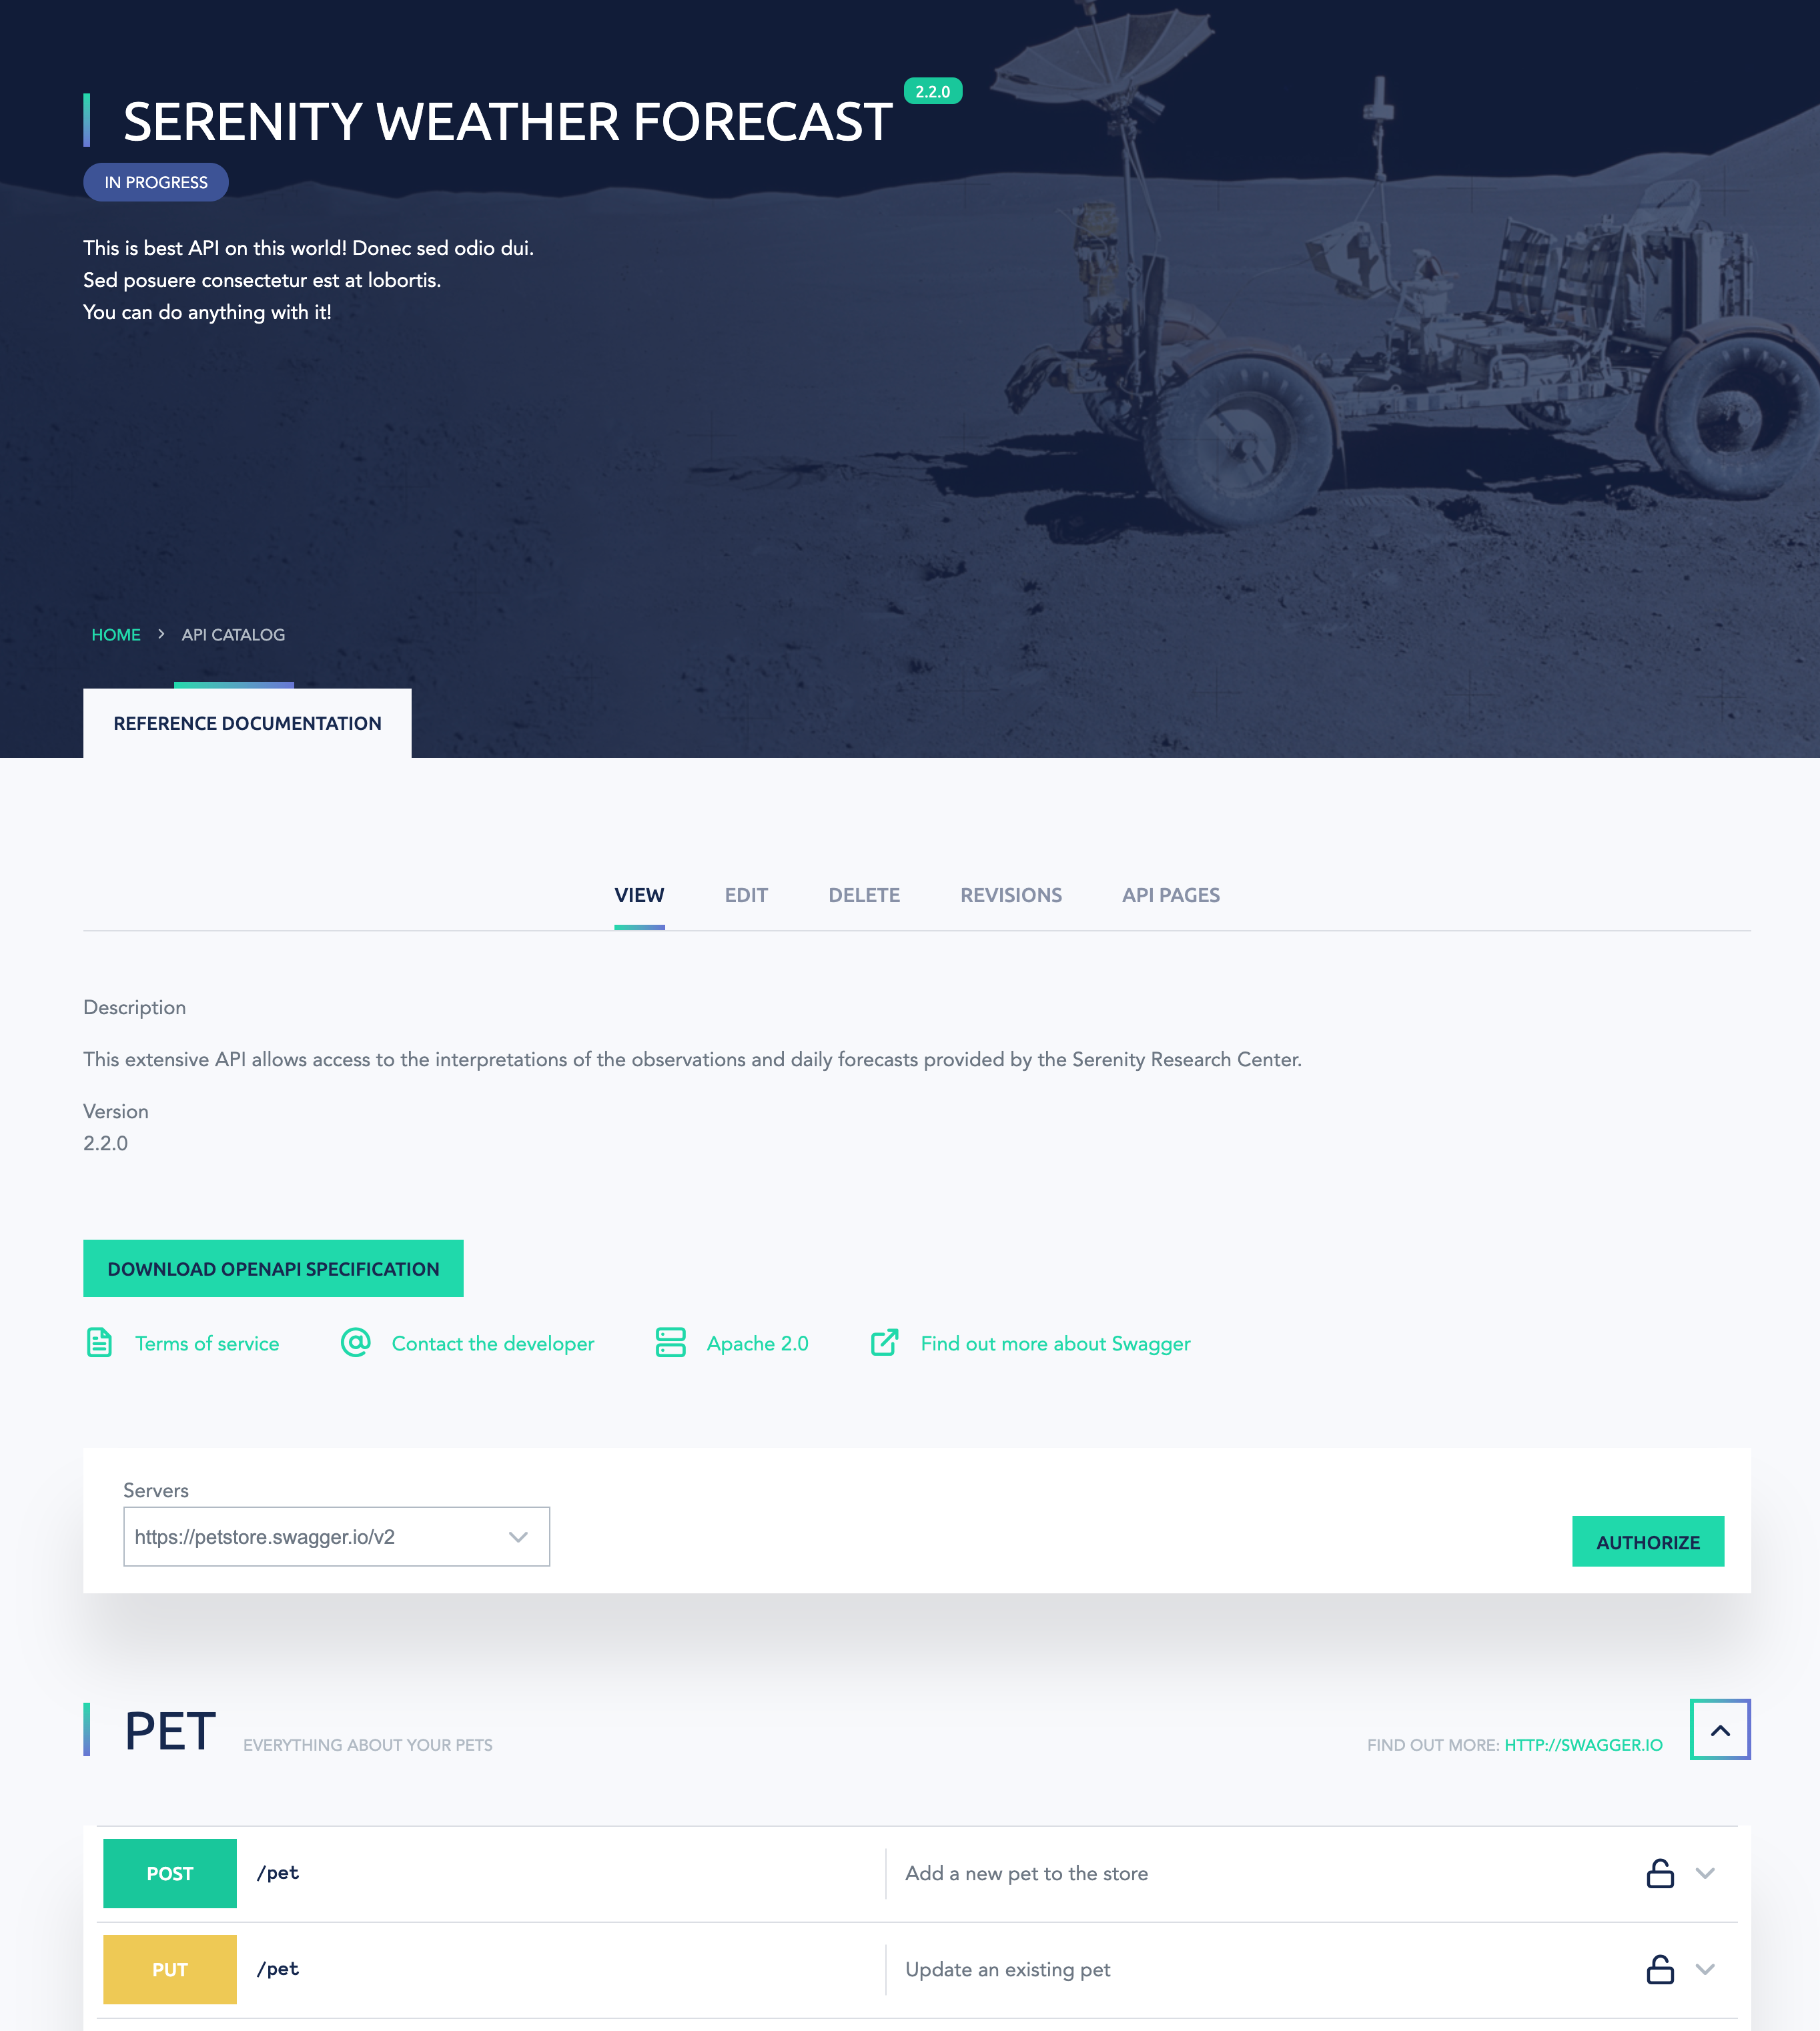 SERENITY WEATHER FORECAST 2.2.0
IN PROGRESS
This is best API on this world! Donec sed odio dui.
Sed posuere consectetur est at lobortis.
You can do anything with it!
HOME > API CATALOG
REFERENCE DOCUMENTATION
VIEW EDIT DELETE REVISIONS API PAGES
Description
This extensive API allows access to the interpretations of the observations and daily forecasts provided by the Serenity Research Center.
Version
2.2.0
DOWNLOAD OPENAPI SPECIFICATION
Terms of service Contact the developer Apache 2.0 Find out more about Swagger
Servers
https://petstore.swagger.io/v2
AUTHORIZE
PET EVERYTHING ABOUT YOUR PETS FIND OUT MORE: HTTP://SWAGGER.IO
POST /pet Add a new pet to the store
PUT /pet Update an existing pet